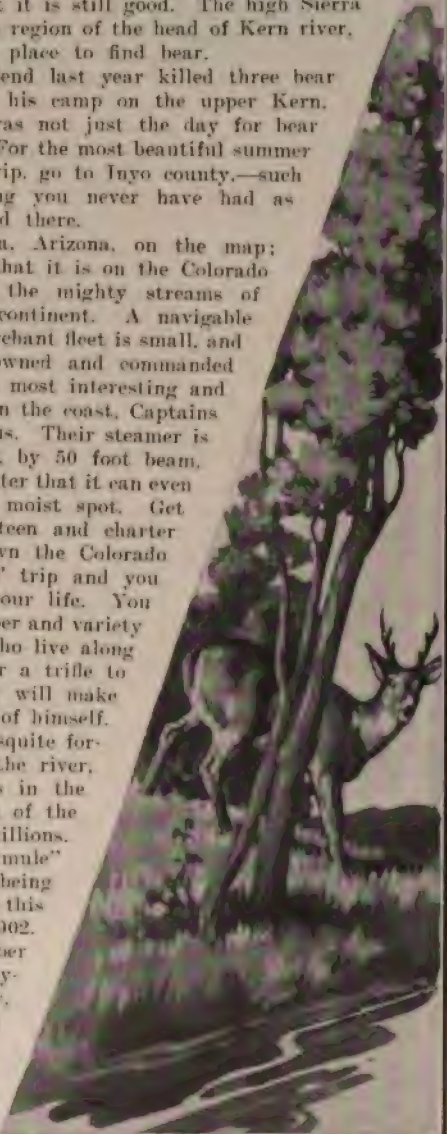 it is still good. The high Sierra
region of the head of Kern river,
place to find bear.
end last year killed three bear
his camp on the upper Kern.
as not just the day for bear
For the most beautiful summer
rip, go to Inyo county,—such
g you never have had as
d there.
a, Arizona, on the map;
hat it is on the Colorado
the mighty streams of
continent. A navigable
chant fleet is small, and
owned and commanded
most interesting and
n the coast, Captains
us. Their steamer is
by 50 foot beam,
ter that it can even
moist spot. Get
teen and charter
wn the Colorado
" trip and you
our life. You
er and variety
ho live along
r a trifle to
will make
of himself.
squite for-
the river,
s in the
of the
illions.
mule"
being
this
902.
ber
y-